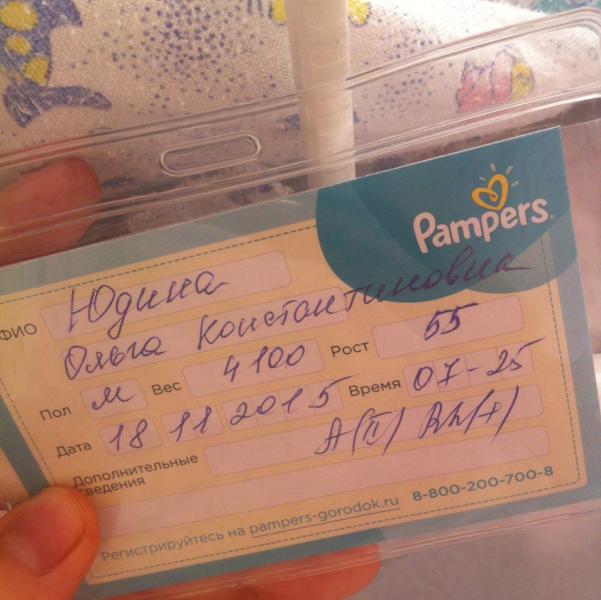 Pampers
ФИО Юдина
Ольга Константиновна
Пол м Вес 4100 Рост 55
Дата 18 11 2015 Время 07-25
Дополнительные сведения A(II) Rh(+)
Регистрируйтесь на pampers-gorodok.ru 8-800-200-700-8